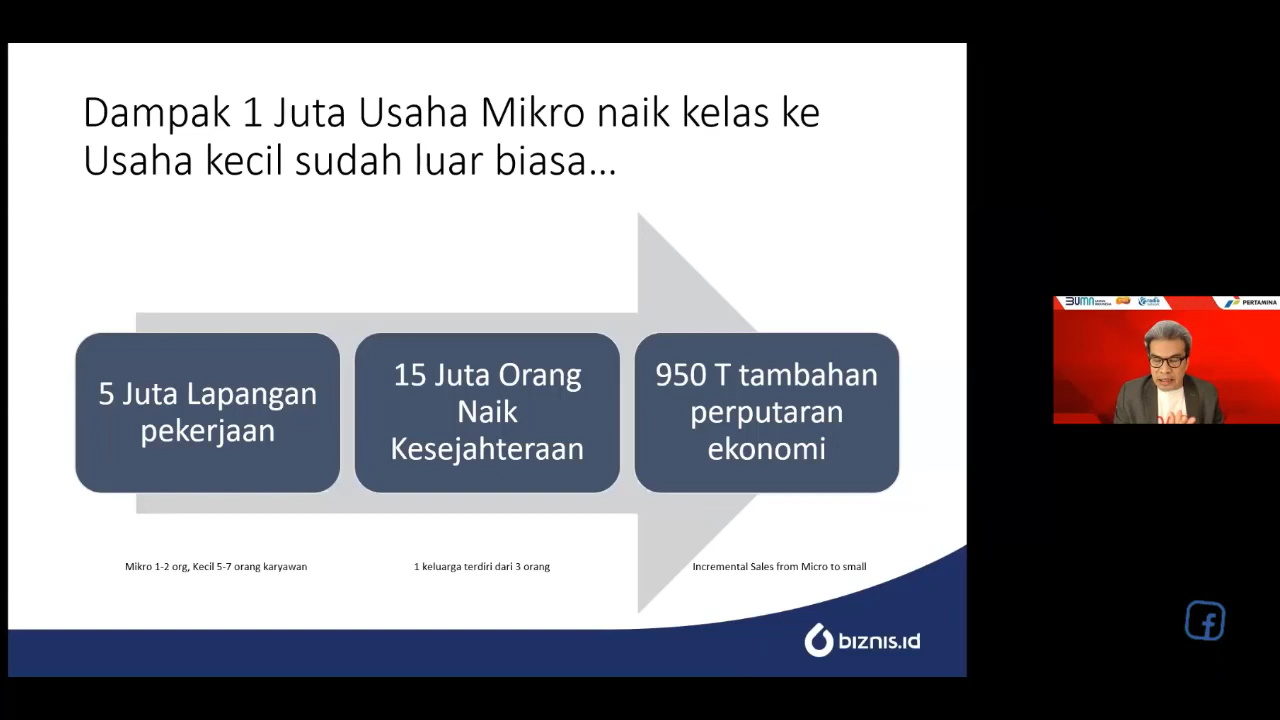 Dampak 1 Juta Usaha Mikro naik kelas ke
Usaha kecil sudah luar biasa...
5 Juta Lapangan
pekerjaan
15 Juta Orang
Naik
Kesejahteraan
950 T tambahan
perputaran
ekonomi
Mikro 1-2 org, Kecil 5-7 orang karyawan
1 keluarga terdiri dari 3 orang
Incremental Sales from Micro to small
biznis.id
BUMN
PERTAMINA